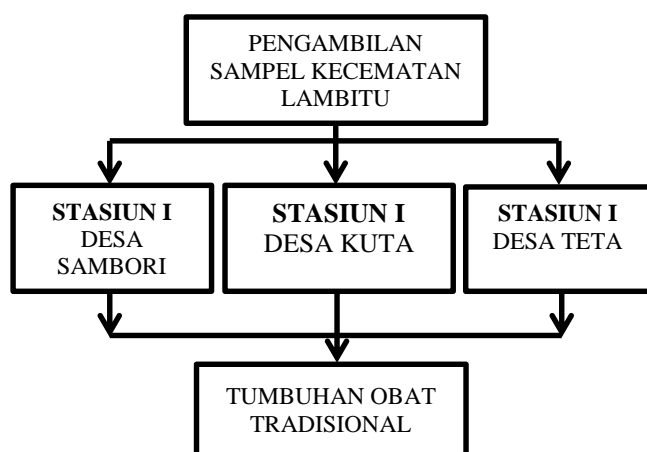 PENGAMBILAN
SAMPEL KECEMATAN
LAMBITU
STASIUN I
DESA
SAMBORI
STASIUN I
DESA KUTA
STASIUN I
DESA TETA
TUMBUHAN OBAT
TRADISIONAL